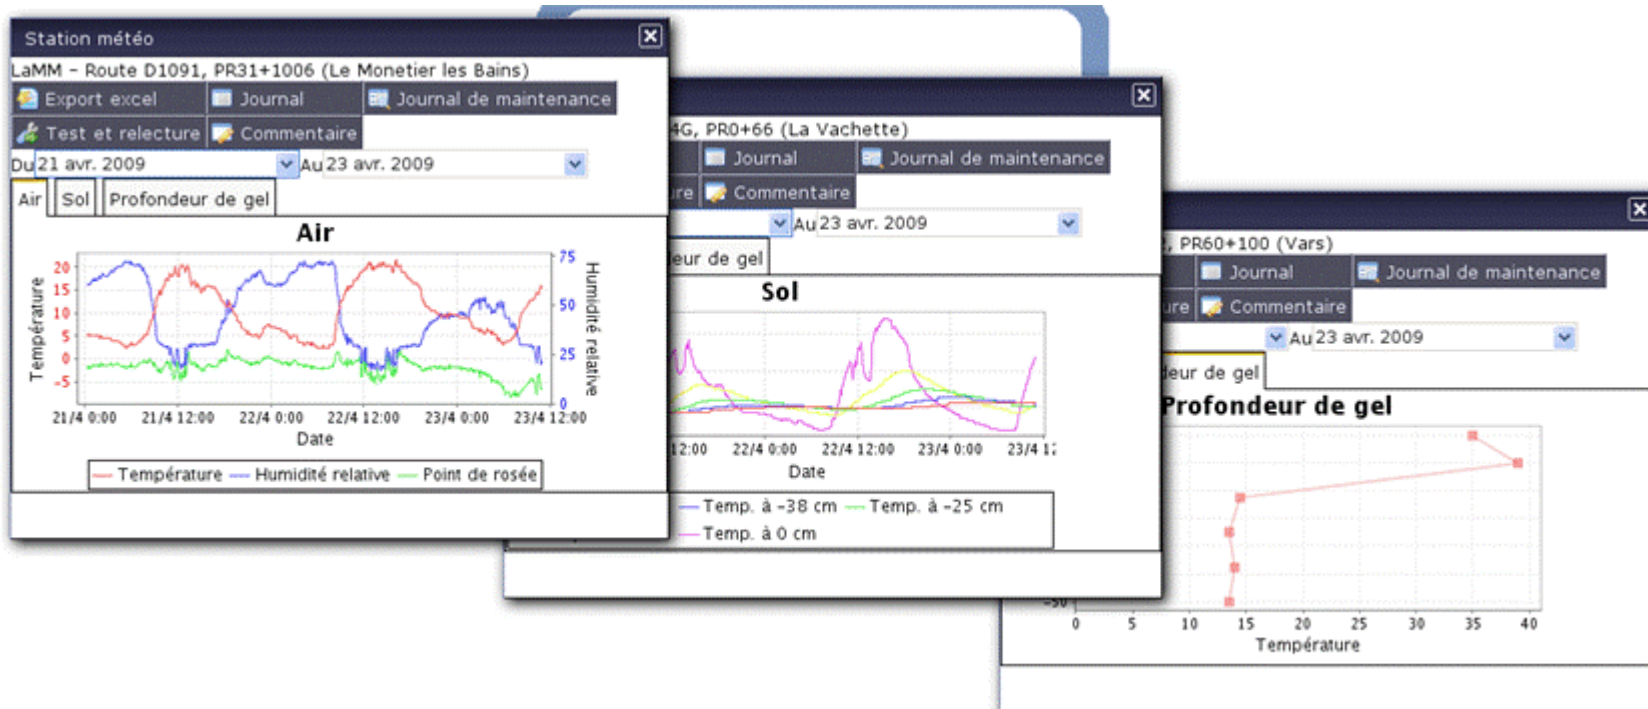 Station météo
LaMM – Route D1091, PR31+1006 (Le Monetier les Bains)
Export excel Journal Journal de maintenance
Test et relecture Commentaire
Du 21 avr. 2009 Au 23 avr. 2009
Air Sol Profondeur de gel
Air
Température
20
15
10
5
0
-5
75
50
25
0
Humidité relative
21/4 0:00 21/4 12:00 22/4 0:00 22/4 12:00 23/4 0:00 23/4 12:00
Date
Température Humidité relative Point de rosée
4G, PR0+66 (La Vachette)
Journal Journal de maintenance
ure Commentaire
Au 23 avr. 2009
eur de gel
Sol
12:00 22/4 0:00 22/4 12:00 23/4 0:00 23/4 1
Date
Temp. à -38 cm Temp. à -25 cm
Temp. à 0 cm
, PR60+100 (Vars)
Journal Journal de maintenance
ure Commentaire
Au 23 avr. 2009
eur de gel
Profondeur de gel
-50
0 5 10 15 20 25 30 35 40
Température